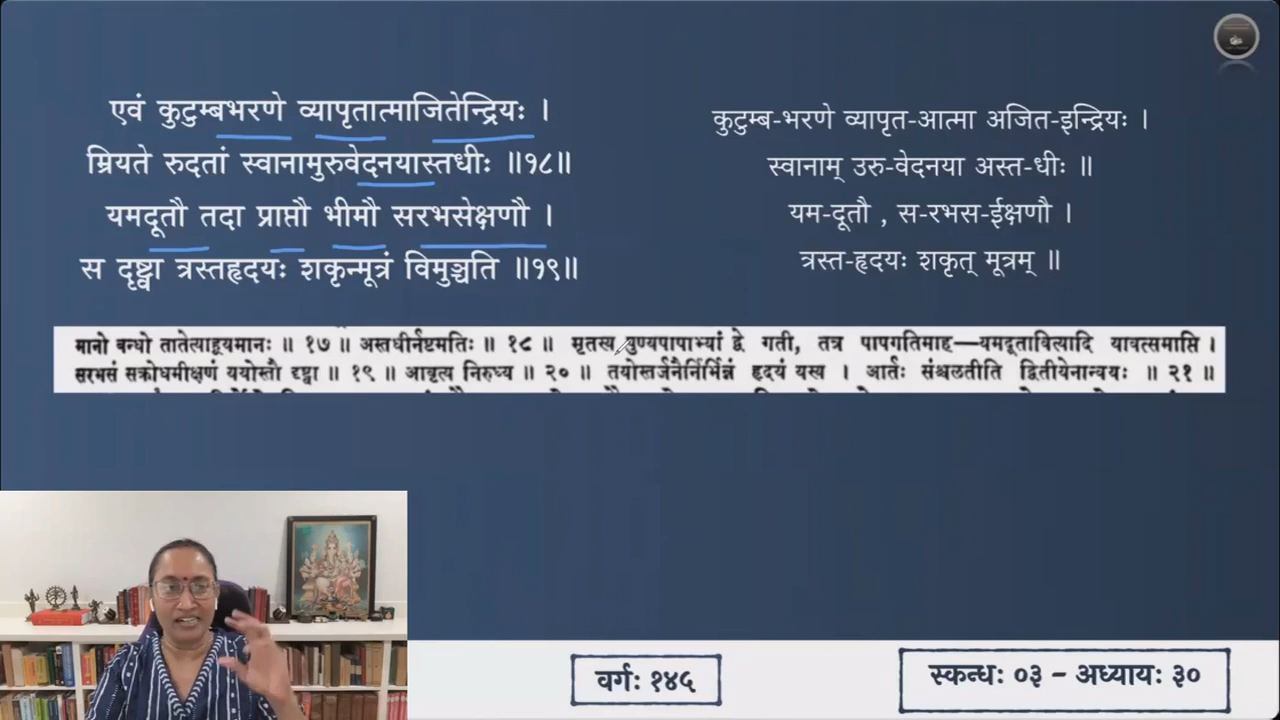 एवं कुटुम्बभरणे व्यापृतात्माजितेन्द्रियः ।
म्रियते रुदतां स्वानामुरुवेदनयास्तधीः ॥१८॥
यमदूतौ तदा प्राप्तौ भीमौ सरभसेक्षणौ ।
स दृष्ट्वा त्रस्तहृदयः शकृन्मूत्रं विमुञ्चति ॥१९॥
कुटुम्ब-भरणे व्यापृत-आत्मा अजित-इन्द्रियः ।
स्वानाम् उरु-वेदनया अस्त-धीः ॥
यम-दूतौ , स-रभस-ईक्षणौ ।
त्रस्त-हृदयः शकृत् मूत्रम् ॥
मानो बन्धो तातेत्याहूयमानः ॥ १७ ॥ अस्तधीर्नष्टमतिः ॥ १८ ॥ मृतस्य पुण्यपापाभ्यां द्वे गती, तत्र पापगतिमाह—यमदूतावित्यादि यावत्समाप्ति ।
सरभसं सक्रोधमीक्षणं ययोस्तौ दृष्ट्वा ॥ १९ ॥ आवृत्य निरुध्य ॥ २० ॥ तयोस्तर्जनैर्निर्भिन्नं हृदयं यस्य । आर्तः संश्चलतीति द्वितीयेनान्वयः ॥ २१ ॥
वर्गः १४५
स्कन्धः ०३ – अध्यायः ३०